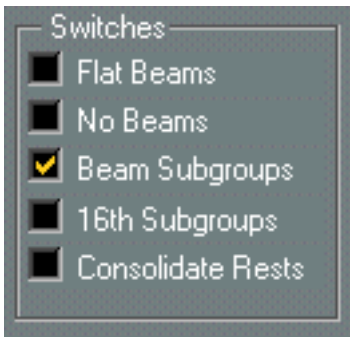 Switches
Flat Beams
No Beams
Beam Subgroups
16th Subgroups
Consolidate Rests